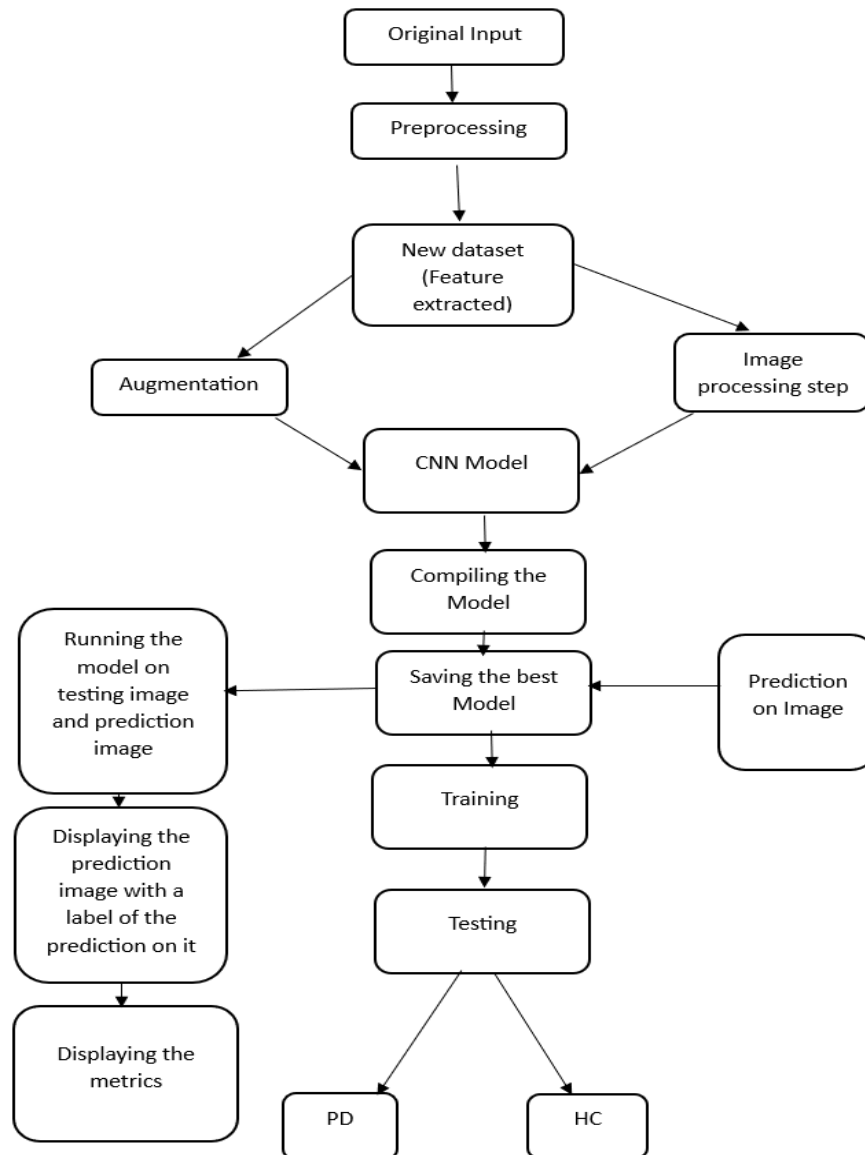 Original Input
Preprocessing
New dataset
(Feature
extracted)
Augmentation
Image
processing step
CNN Model
Compiling the
Model
Running the
model on
testing image
and prediction
image
Saving the best
Model
Prediction
on Image
Training
Displaying the
prediction
image with a
label of the
prediction on it
Testing
Displaying the
metrics
PD
HC